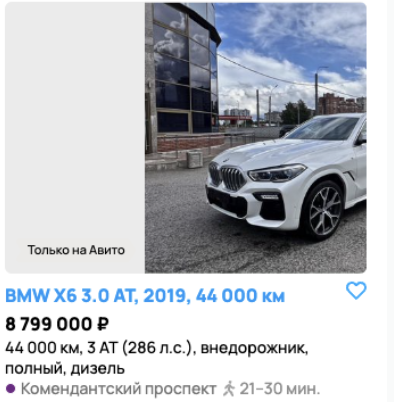 Только на Авито
BMW X6 3.0 AT, 2019, 44 000 км
8 799 000 ₽
44 000 км, 3 AT (286 л.с.), внедорожник,
полный, дизель
Комендантский проспект 21–30 мин.